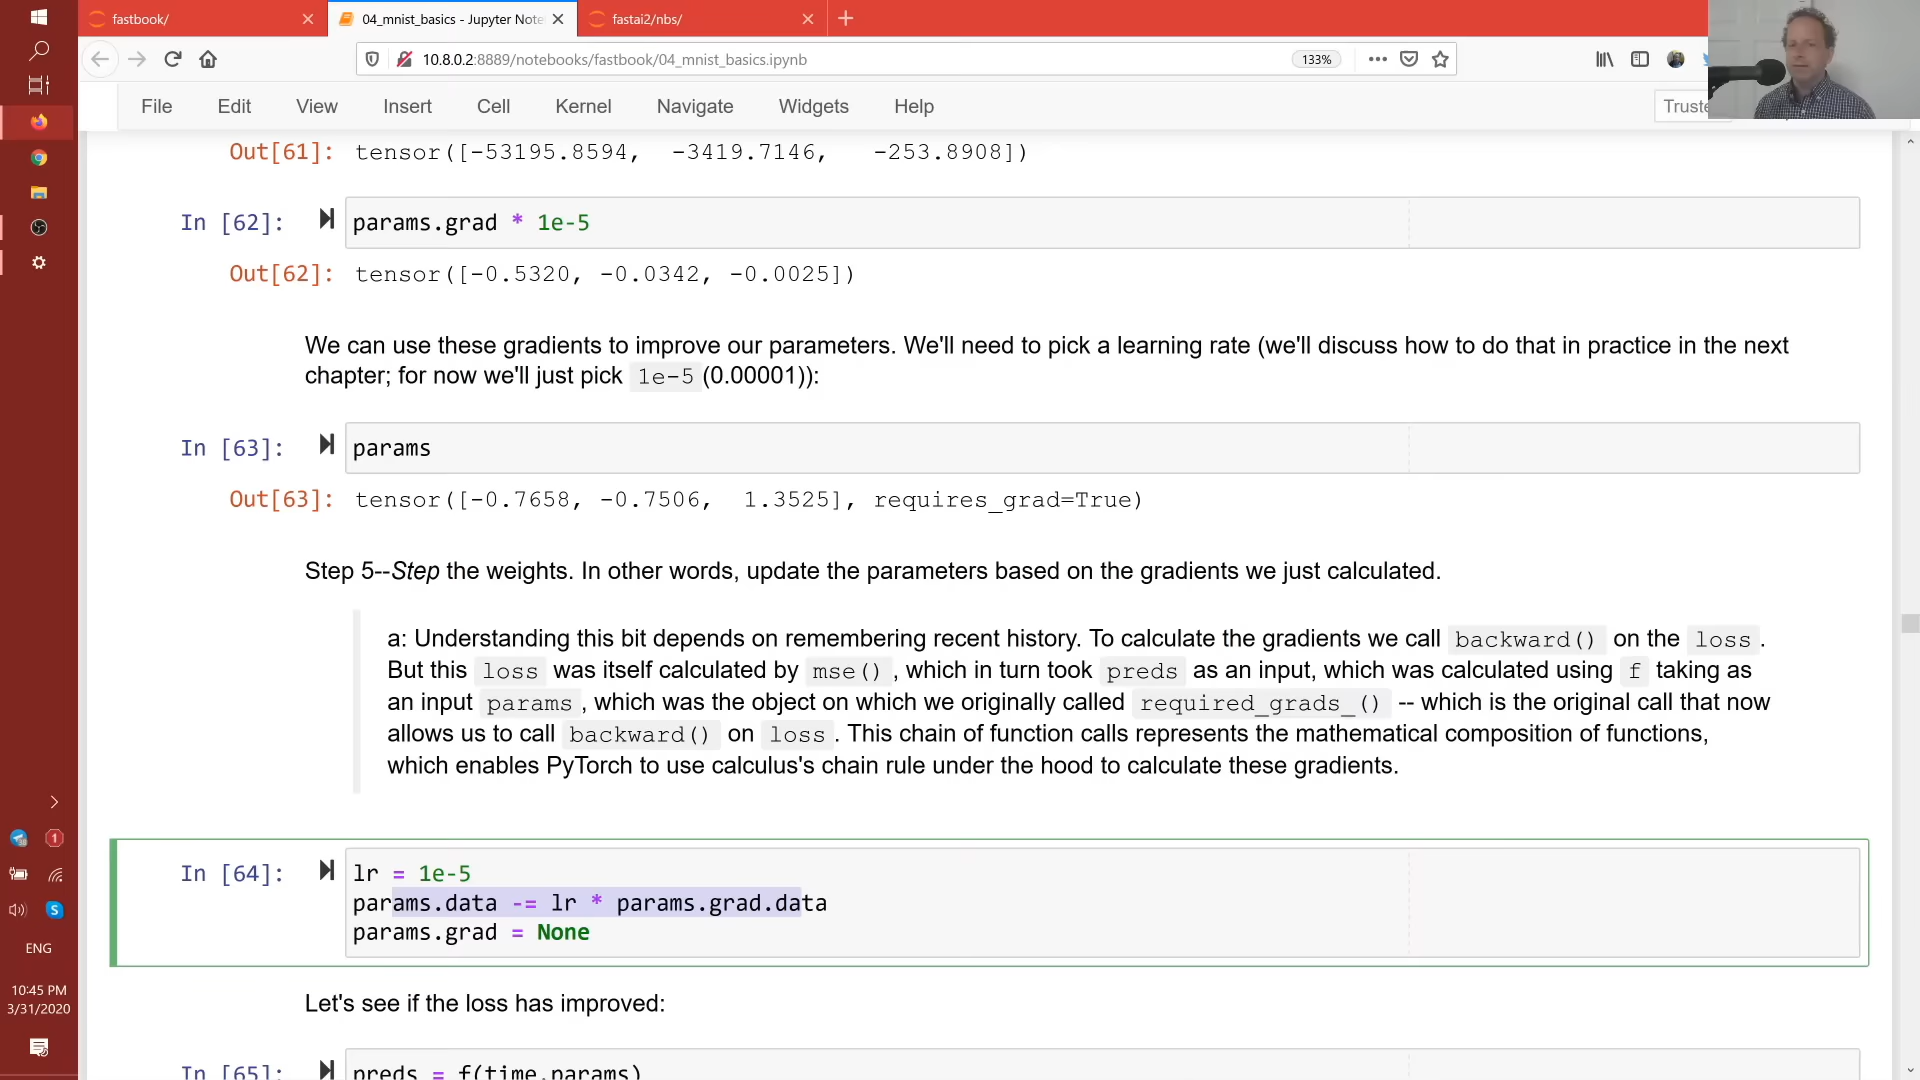 fastbook/
04_mnist_basics - Jupyter Note
fastai2/nbs/
10.8.0.2:8889/notebooks/fastbook/04_mnist_basics.ipynb
133%
File Edit View Insert Cell Kernel Navigate Widgets Help
Truste
Out[61]: tensor([-53195.8594, -3419.7146, -253.8908])
In [62]: params.grad * 1e-5
Out[62]: tensor([-0.5320, -0.0342, -0.0025])
We can use these gradients to improve our parameters. We'll need to pick a learning rate (we'll discuss how to do that in practice in the next
chapter; for now we'll just pick 1e-5 (0.00001)):
In [63]: params
Out[63]: tensor([-0.7658, -0.7506, 1.3525], requires_grad=True)
Step 5--Step the weights. In other words, update the parameters based on the gradients we just calculated.
a: Understanding this bit depends on remembering recent history. To calculate the gradients we call backward() on the loss .
But this loss was itself calculated by mse() , which in turn took preds as an input, which was calculated using f taking as
an input params , which was the object on which we originally called required_grads_() -- which is the original call that now
allows us to call backward() on loss . This chain of function calls represents the mathematical composition of functions,
which enables PyTorch to use calculus's chain rule under the hood to calculate these gradients.
In [64]: lr = 1e-5
params.data -= lr * params.grad.data
params.grad = None
Let's see if the loss has improved:
In [65]: preds = f(time,params)
1
ENG
10:45 PM
3/31/2020